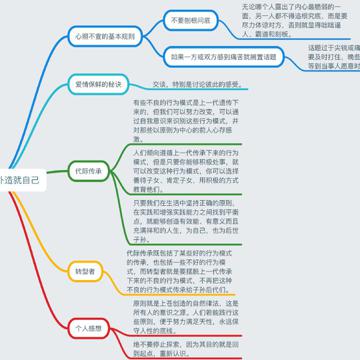 无论哪个人露出了内心最脆弱的一
面，另一人都不得追根究底，而是要
尽力体谅对方，否则就显得咄咄逼
人，霸道和刻板。
不要刨根问底
心照不宣的基本规则
如果一方或双方感到痛苦就搁置话题
话题过于尖锐或痛
要及时打住，晚些
等到当事人愿意时
爱情保鲜的秘诀
交谈，特别是讨论彼此的感受。
有些不良的行为模式是上一代遗传下
来的，但我们可以努力改变，可以通
过自我意识来识别这些行为模式，并
对那些以原则为中心的前人心存感
激。
代际传承
人们倾向遵循上一代传承下来的行为
模式，但是只要你能够积极处事，就
可以改变这种行为模式，你可以选择
善待子女，肯定子女，用积极的方式
教育他们。
外造就自己
只要我们在生活中坚持正确的原则，
在实践和增强实践能力之间找到平衡
点，就能够创造有效能，有意义而且
充满祥和的人生，为自己，也为后世
子孙。
转型者
代际传承既包括了某些好的行为模式
的传承，也包括一些不好的行为模
式，而转型者就是要摆脱上一代传承
下来的不良的行为模式，不再把这种
不良的行为模式传承给子孙后代们。
个人感想
原则就是上苍创造的自然律法，这是
所有人的意识之源，人们若能践行这
些原则，便于努力满足天性，永远保
守人性的底线。
绝不要停止探索，因为其目的就是回
到起点，重新认识。